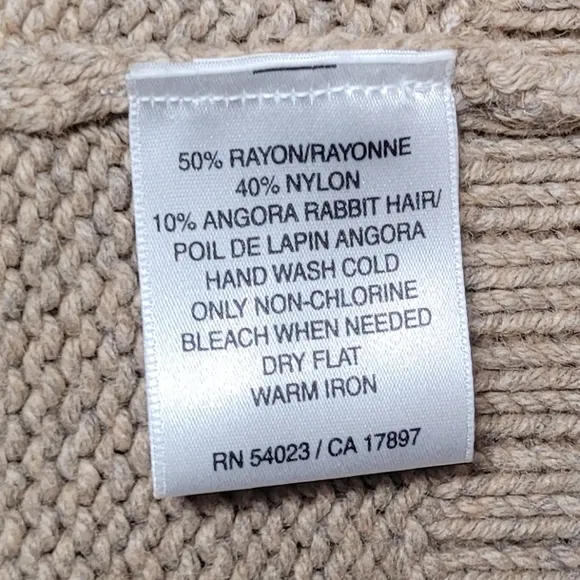 50% RAYON/RAYONNE
40% NYLON
10% ANGORA RABBIT HAIR/
POIL DE LAPIN ANGORA
HAND WASH COLD
ONLY NON-CHLORINE
BLEACH WHEN NEEDED
DRY FLAT
WARM IRON
RN 54023 / CA 17897